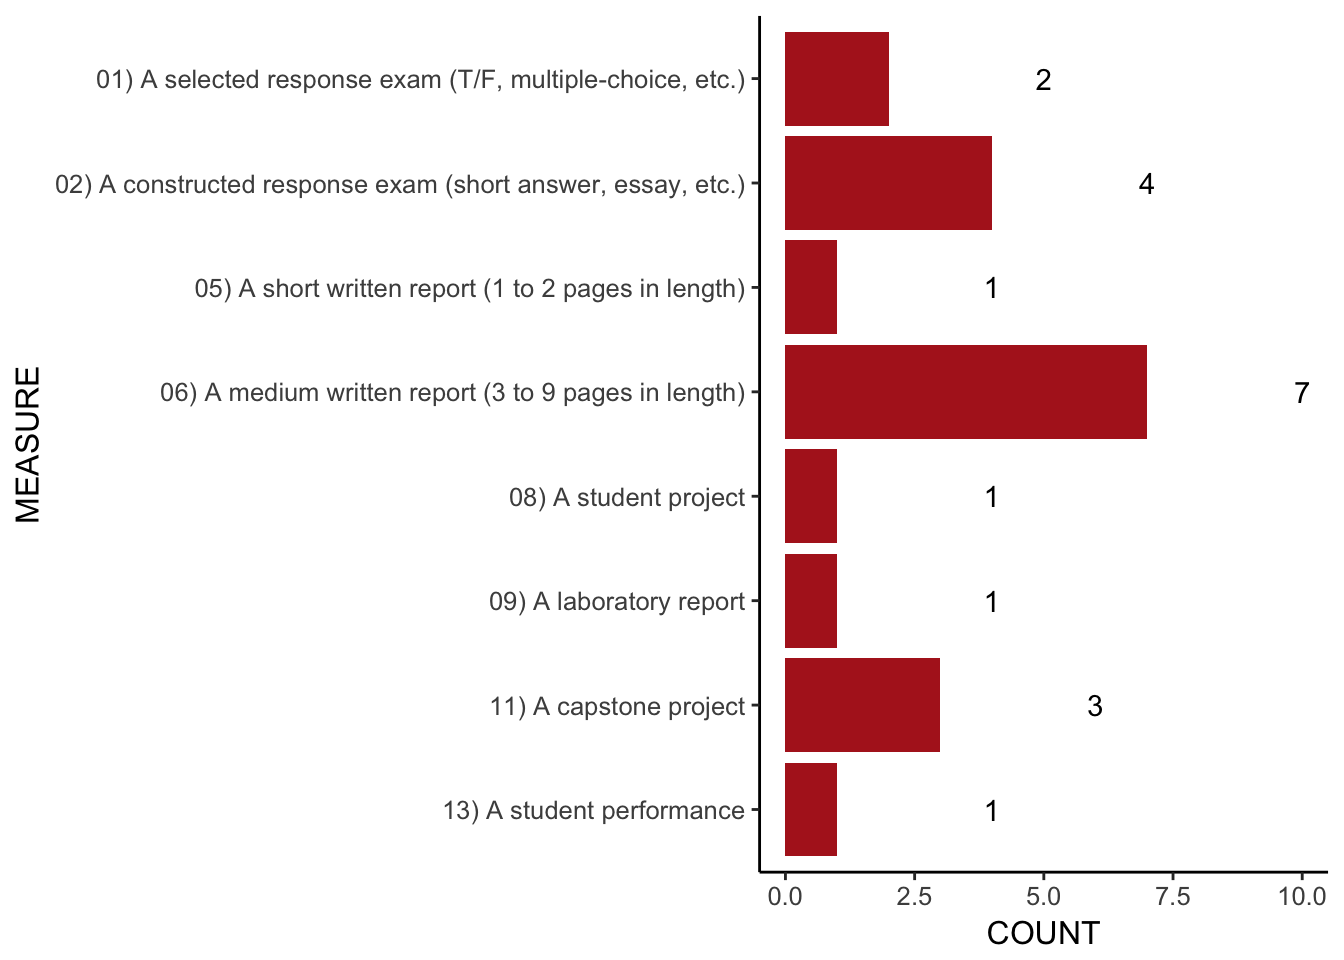 MEASURE
01) A selected response exam (T/F, multiple-choice, etc.) 2
02) A constructed response exam (short answer, essay, etc.) 4
05) A short written report (1 to 2 pages in length) 1
06) A medium written report (3 to 9 pages in length) 7
08) A student project 1
09) A laboratory report 1
11) A capstone project 3
13) A student performance 1
0.0 2.5 5.0 7.5 10.0
COUNT